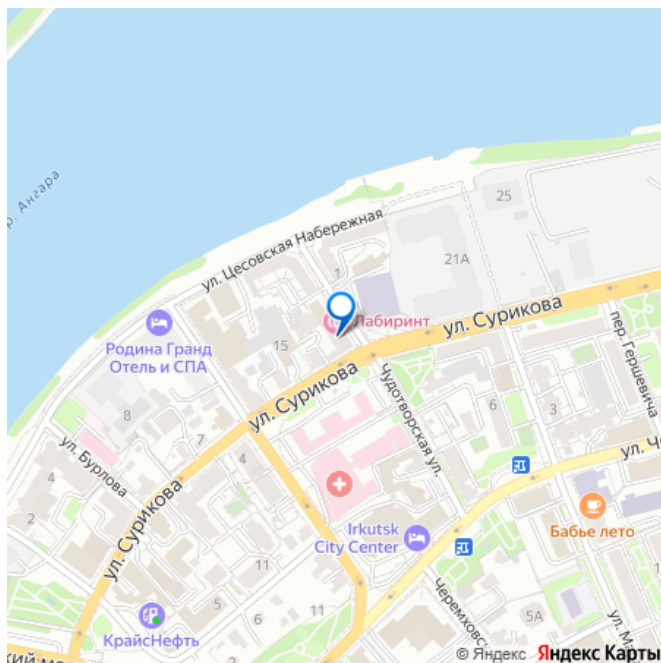 р. Ангара
25
ул. Цесовская Набережная
1
21А
Лабиринт
ул. Сурикова
пер. Гершевича
Родина Гранд
Отель и СПА
15
ул. Сурикова
Чудотворская ул.
8
7
6
3
ул. Бурлова
4
4
ул. Ч
2
ул. Сурикова
Irkutsk
City Center
Бабье лето
11
11
6
5А
Черемховс
КрайсНефть
5
ул. М
© Яндекс Яндекс Карты